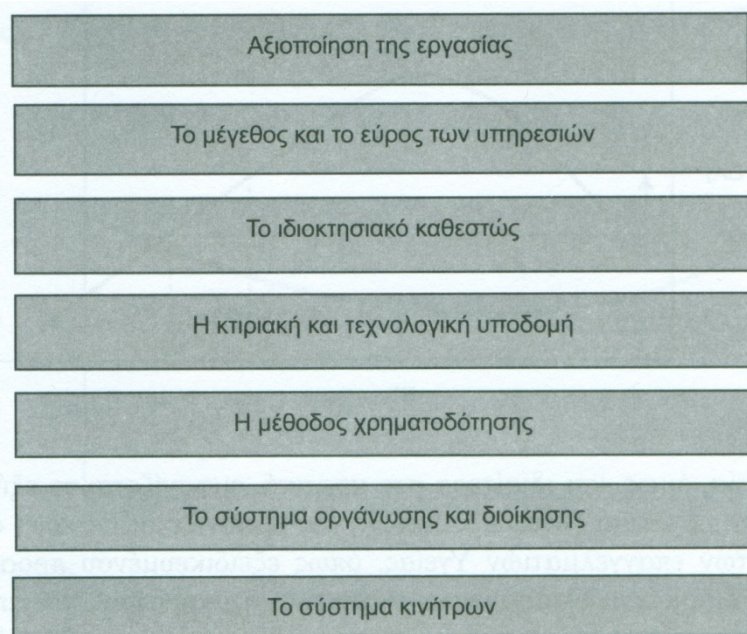 Αξιοποίηση της εργασίας
Το μέγεθος και το εύρος των υπηρεσιών
Το ιδιοκτησιακό καθεστώς
Η κτιριακή και τεχνολογική υποδομή
Η μέθοδος χρηματοδότησης
Το σύστημα οργάνωσης και διοίκησης
Το σύστημα κινήτρων